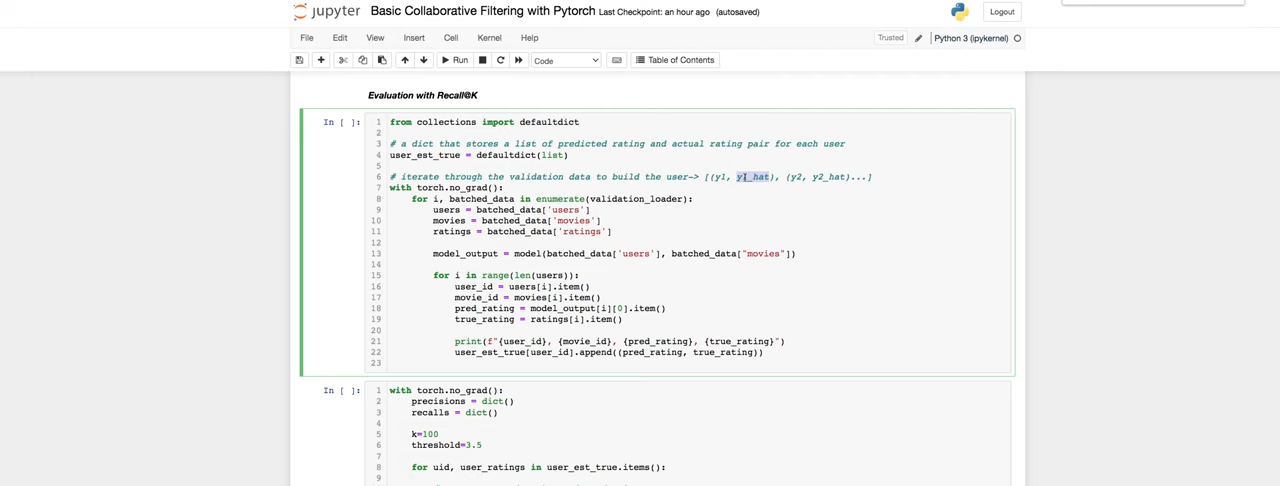 jupyter Basic Collaborative Filtering with Pytorch Last Checkpoint: an hour ago (autosaved)
Logout
File Edit View Insert Cell Kernel Help
Trusted Python 3 (ipykernel)
Run Code Table of Contents
Evaluation with Recall@K
In [ ]:
1 from collections import defaultdict
2
3 # a dict that stores a list of predicted rating and actual rating pair for each user
4 user_est_true = defaultdict(list)
5
6 # iterate through the validation data to build the user-> [(y1, y1_hat), (y2, y2_hat)...]
7 with torch.no_grad():
8 for i, batched_data in enumerate(validation_loader):
9 users = batched_data['users']
10 movies = batched_data['movies']
11 ratings = batched_data['ratings']
12
13 model_output = model(batched_data['users'], batched_data["movies"])
14
15 for i in range(len(users)):
16 user_id = users[i].item()
17 movie_id = movies[i].item()
18 pred_rating = model_output[i][0].item()
19 true_rating = ratings[i].item()
20
21 print(f"{user_id}, {movie_id}, {pred_rating}, {true_rating}")
22 user_est_true[user_id].append((pred_rating, true_rating))
23
In [ ]:
1 with torch.no_grad():
2 precisions = dict()
3 recalls = dict()
4
5 k=100
6 threshold=3.5
7
8 for uid, user_ratings in user_est_true.items():
9